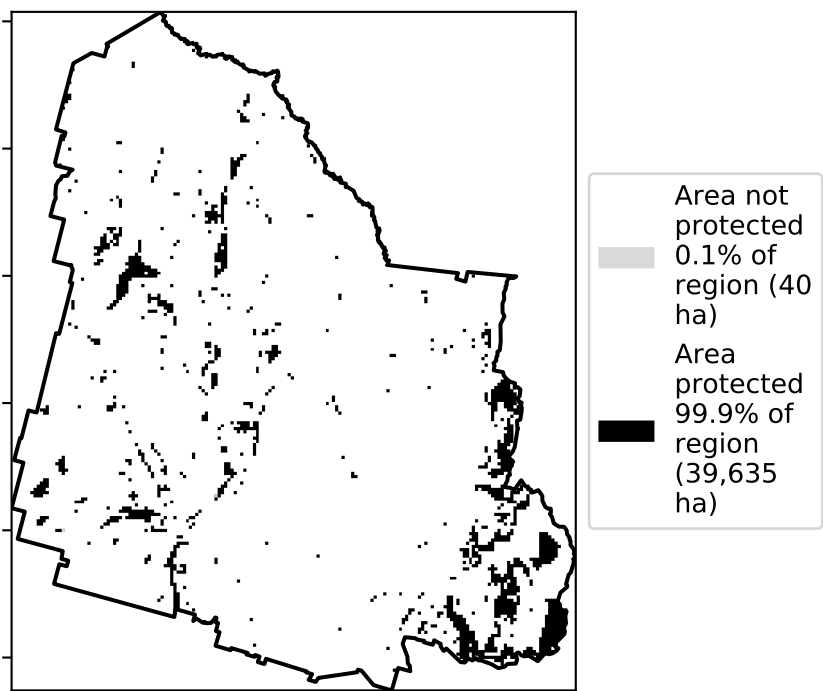 Area not
protected
0.1% of
region (40
ha)
Area
protected
99.9% of
region
(39,635
ha)